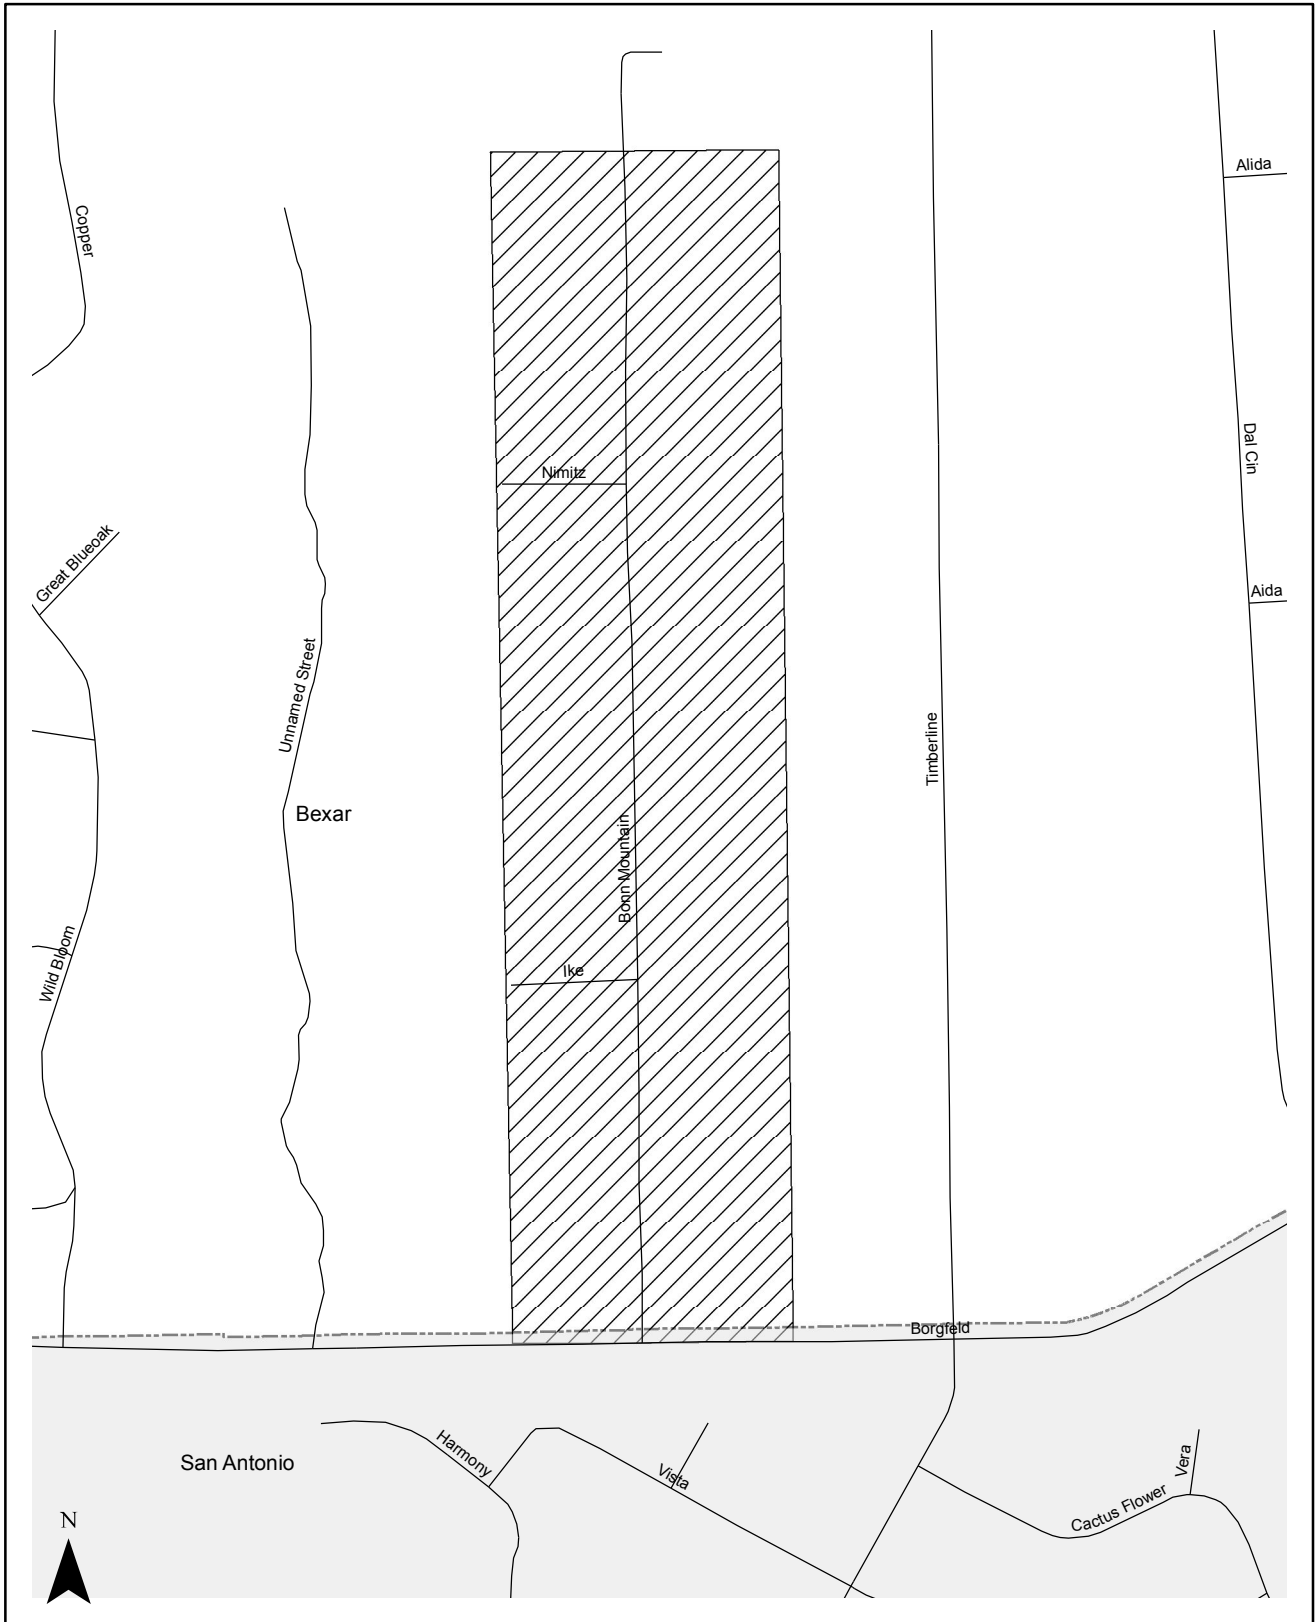 Alida
Copper
Dal Cin
Nimitz
Great Blueoak
Aida
Unnamed Street
Timberline
Bexar
Bonn Mountain
Wild Bloom
Ike
Borgfeld
Harmony
San Antonio
Vista
Vera
Cactus Flower
N